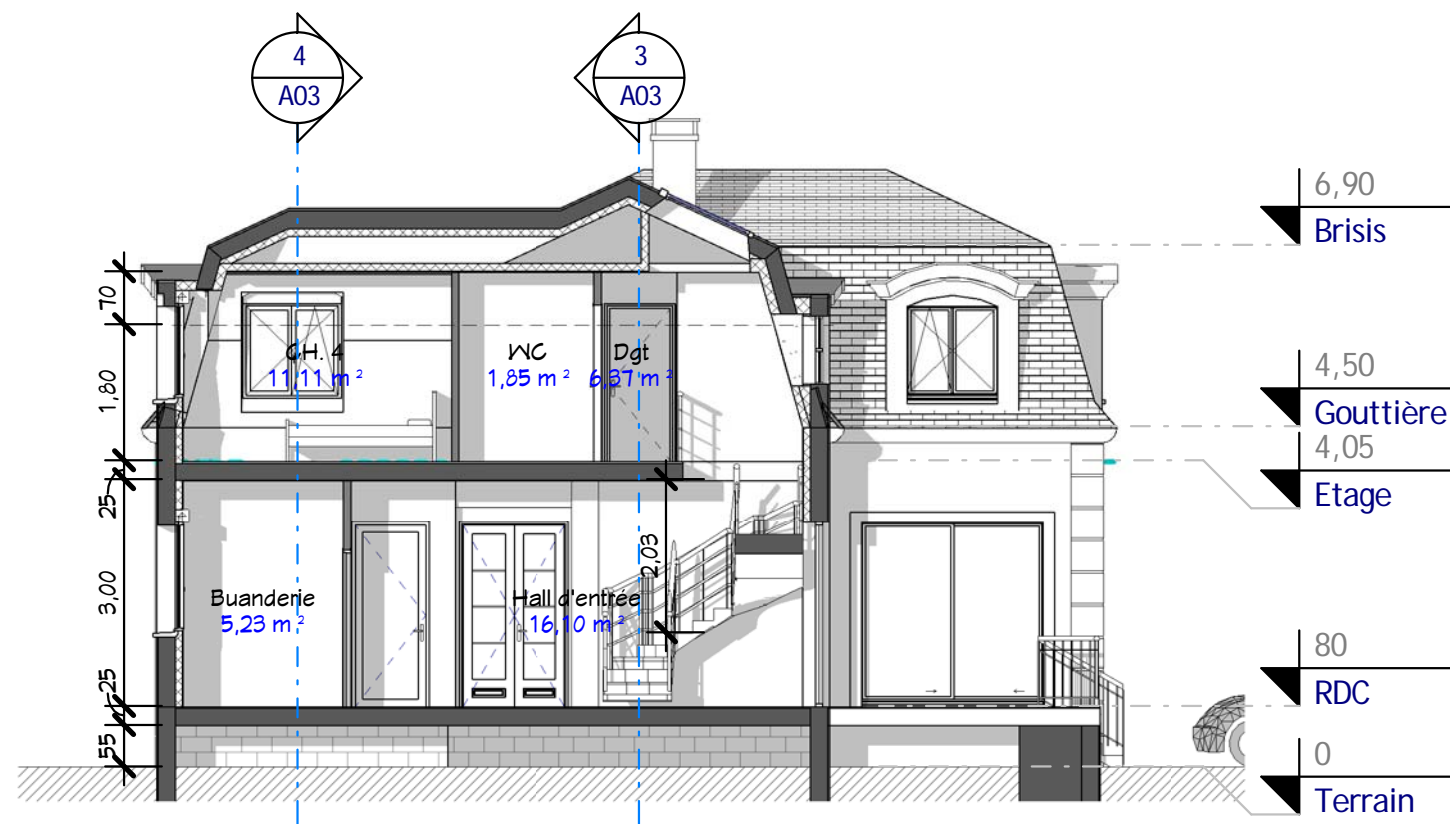 4
A03
3
A03
6,90
Brisis
4,50
Gouttière
4,05
Etage
80
RDC
0
Terrain
70
1,80
25
3,00
25
55
CH. 4
11,11 m²
WC
1,85 m²
Dgt
6,37 m²
2,03
Buanderie
5,23 m²
Hall d'entrée
16,10 m²